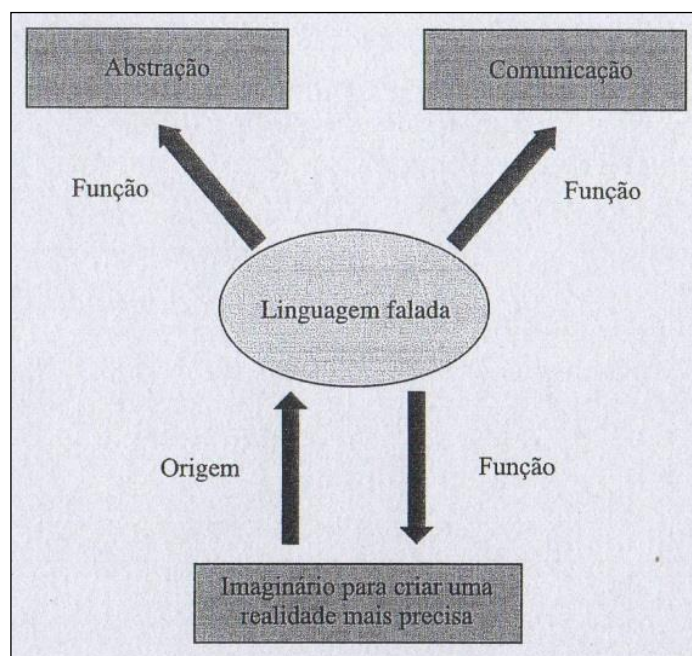 Abstração
Comunicação
Função
Função
Linguagem falada
Origem
Função
Imaginário para criar uma
realidade mais precisa